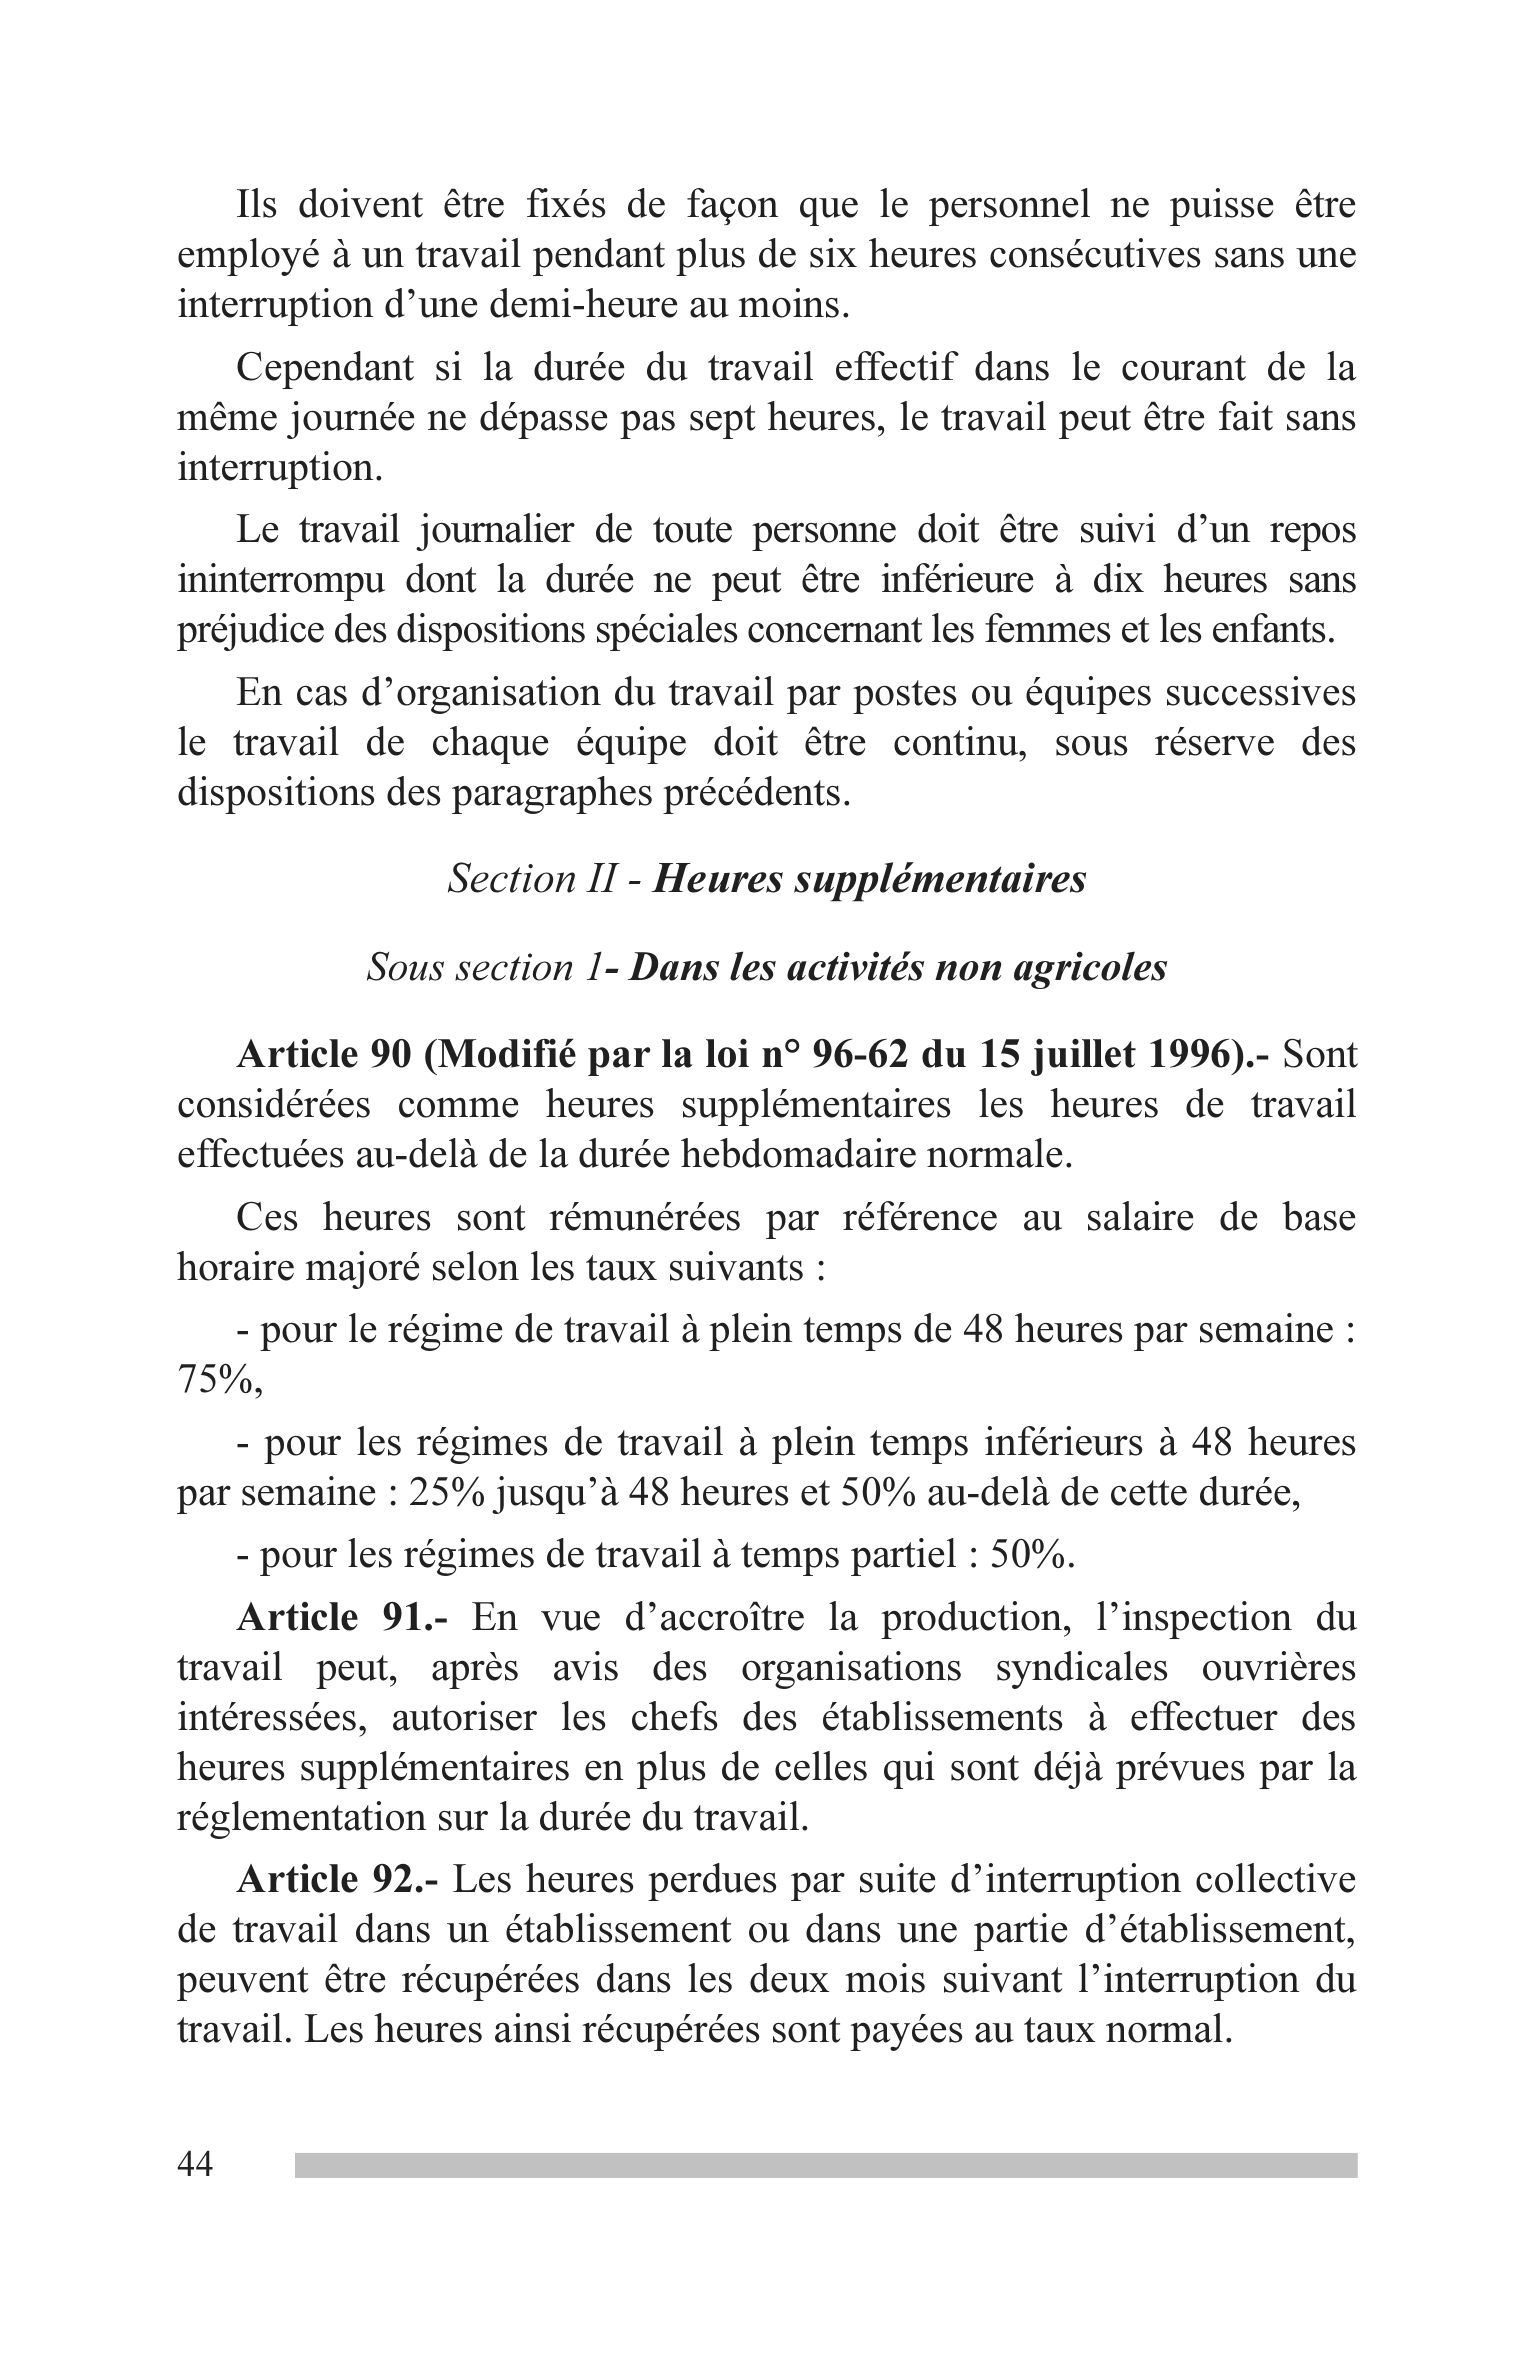 Ils doivent être fixés de façon que le personnel ne puisse être
employé à un travail pendant plus de six heures consécutives sans une
interruption d’une demi-heure au moins.
Cependant si la durée du travail effectif dans le courant de la
même journée ne dépasse pas sept heures, le travail peut être fait sans
interruption.
Le travail journalier de toute personne doit être suivi d’un repos
ininterrompu dont la durée ne peut être inférieure à dix heures sans
préjudice des dispositions spéciales concernant les femmes et les enfants.
En cas d’organisation du travail par postes ou équipes successives
le travail de chaque équipe doit être continu, sous réserve des
dispositions des paragraphes précédents.
Section II - Heures supplémentaires
Sous section 1- Dans les activités non agricoles
Article 90 (Modifié par la loi n° 96-62 du 15 juillet 1996).- Sont
considérées comme heures supplémentaires les heures de travail
effectuées au-delà de la durée hebdomadaire normale.
Ces heures sont rémunérées par référence au salaire de base
horaire majoré selon les taux suivants :
- pour le régime de travail à plein temps de 48 heures par semaine :
75%,
- pour les régimes de travail à plein temps inférieurs à 48 heures
par semaine : 25% jusqu’à 48 heures et 50% au-delà de cette durée,
- pour les régimes de travail à temps partiel : 50%.
Article 91.- En vue d’accroître la production, l’inspection du
travail peut, après avis des organisations syndicales ouvrières
intéressées, autoriser les chefs des établissements à effectuer des
heures supplémentaires en plus de celles qui sont déjà prévues par la
réglementation sur la durée du travail.
Article 92.- Les heures perdues par suite d’interruption collective
de travail dans un établissement ou dans une partie d’établissement,
peuvent être récupérées dans les deux mois suivant l’interruption du
travail. Les heures ainsi récupérées sont payées au taux normal.
44